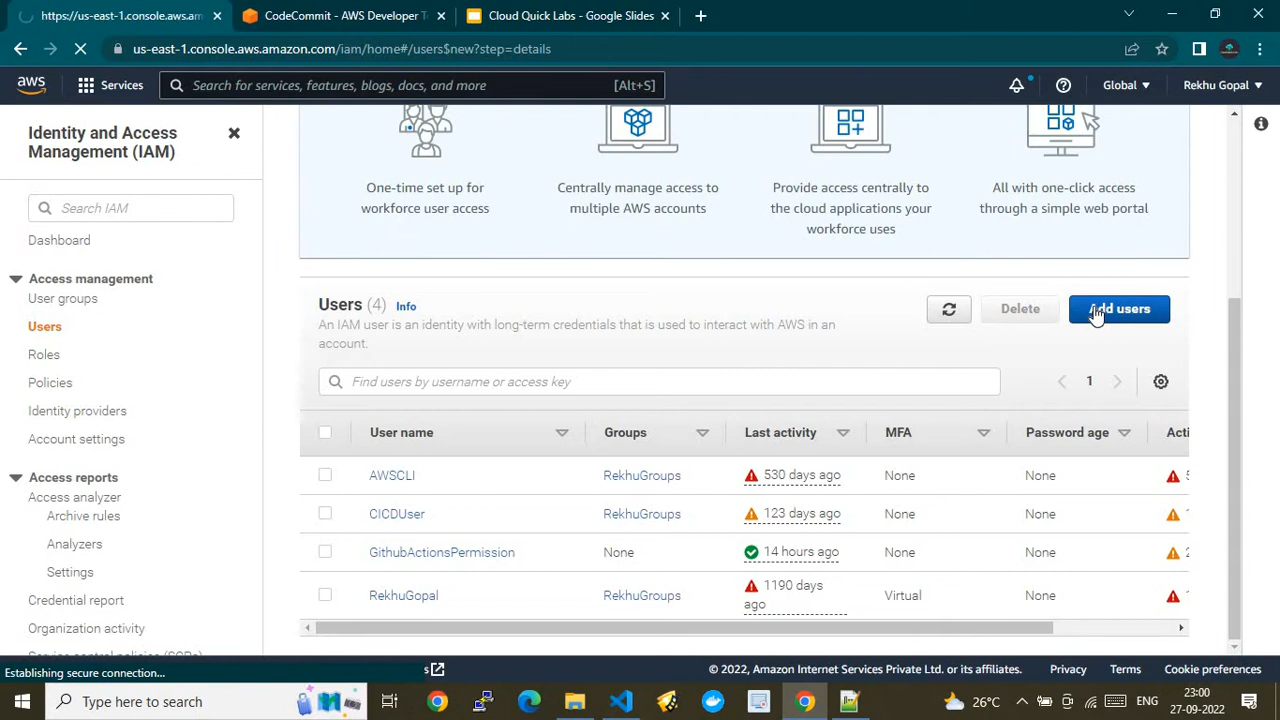 https://us-east-1.console.aws.am
CodeCommit - AWS Developer T
Cloud Quick Labs - Google Slides
us-east-1.console.aws.amazon.com/iam/home#/users$new?step=details
aws
Services
Search for services, features, blogs, docs, and more
[Alt+S]
Global
Rekhu Gopal
Identity and Access
Management (IAM)
Search IAM
Dashboard
Access management
User groups
Users
Roles
Policies
Identity providers
Account settings
Access reports
Access analyzer
Archive rules
Analyzers
Settings
Credential report
Organization activity
Service control policies (SCPs)
One-time set up for
workforce user access
Centrally manage access to
multiple AWS accounts
Provide access centrally to
the cloud applications your
workforce uses
All with one-click access
through a simple web portal
Users (4) Info
An IAM user is an identity with long-term credentials that is used to interact with AWS in an
account.
Delete
Add users
Find users by username or access key
1
User name Groups Last activity MFA Password age Acti
AWSCLI RekhuGroups 530 days ago None None 5
CICDUser RekhuGroups 123 days ago None None 1
GithubActionsPermission None 14 hours ago None None 2
RekhuGopal RekhuGroups 1190 days
ago Virtual None 1
Establishing secure connection...
s
© 2022, Amazon Internet Services Private Ltd. or its affiliates.
Privacy
Terms
Cookie preferences
Type here to search
26°C
ENG
23:00
27-09-2022